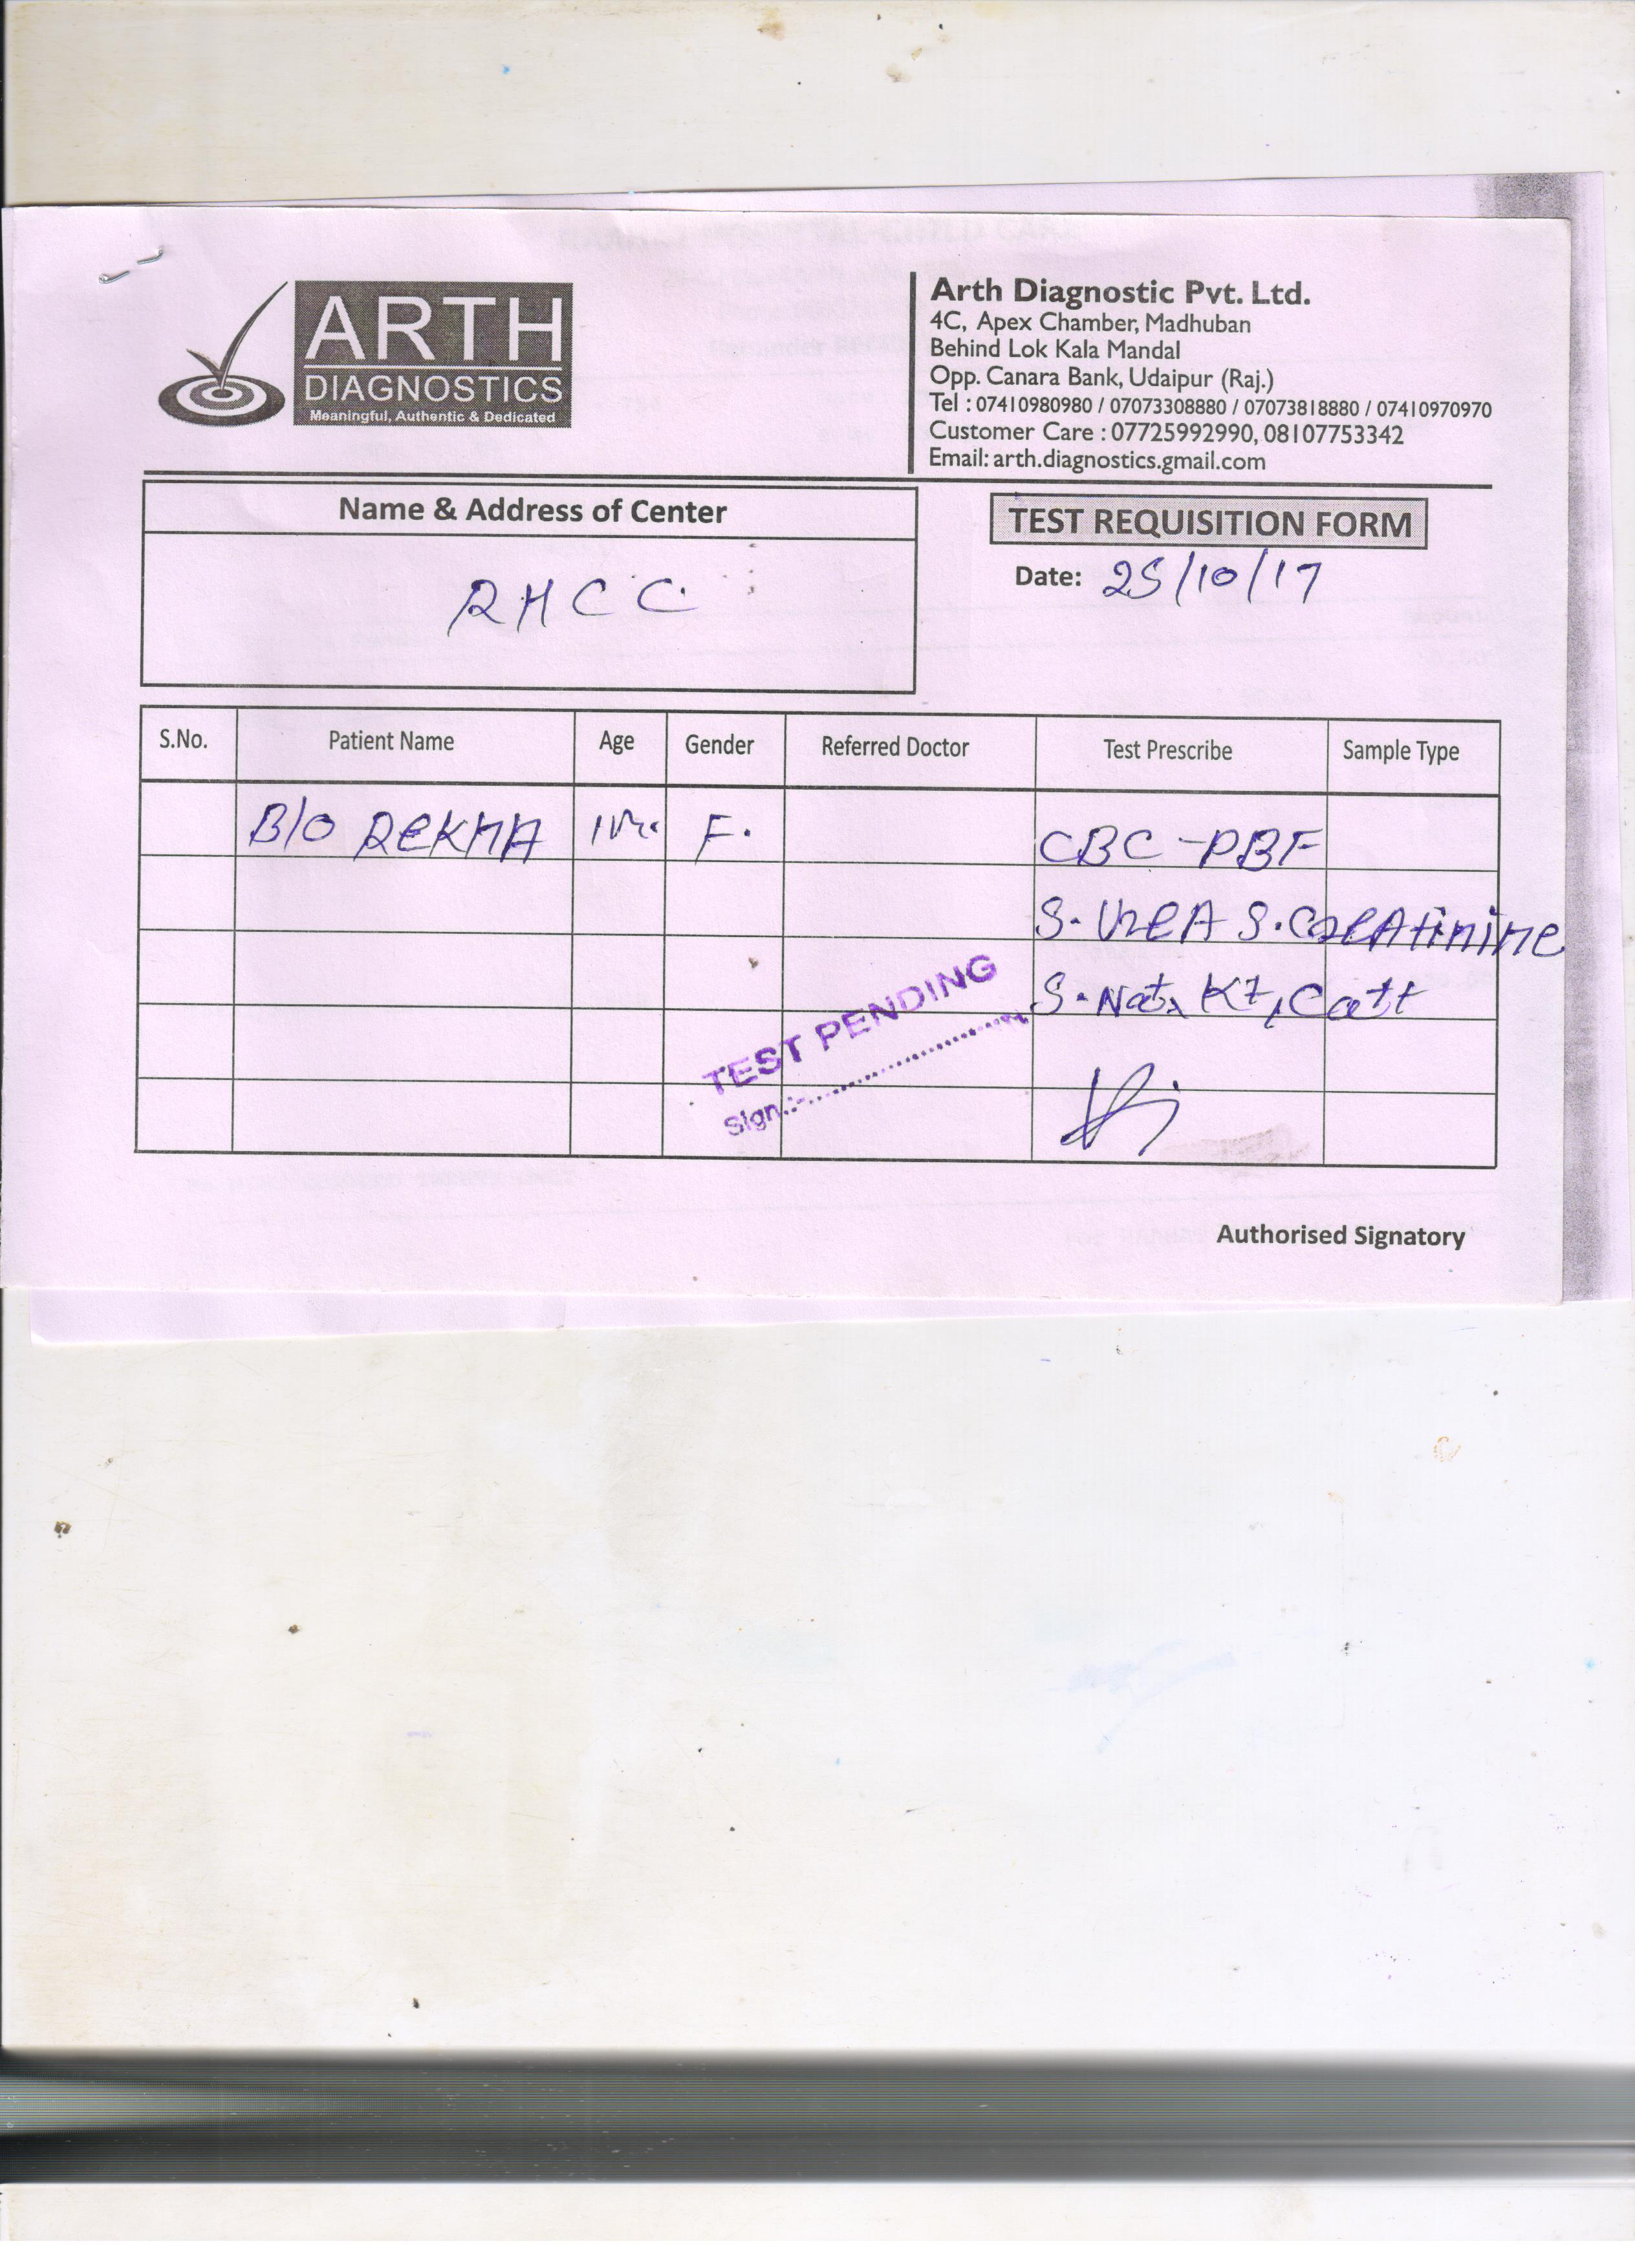 ARTH
DIAGNOSTICS
Meaningful, Authentic & Dedicated
Arth Diagnostic Pvt. Ltd.
4C, Apex Chamber, Madhuban
Behind Lok Kala Mandal
Opp. Canara Bank, Udaipur (Raj.)
Tel : 07410980980 / 07073308880 / 07073818880 / 07410970970
Customer Care : 07725992990, 08107753342
Email: arth.diagnostics.gmail.com
Name & Address of Center
RHCC
TEST REQUISITION FORM
Date: 25/10/17
S.No. Patient Name Age Gender Referred Doctor Test Prescribe Sample Type
B/O REKHA F. CBC-PBF
S. UREA S. CREAtininE
S. Na+, K+, Ca++
TEST PENDING
Sign.:-
Authorised Signatory